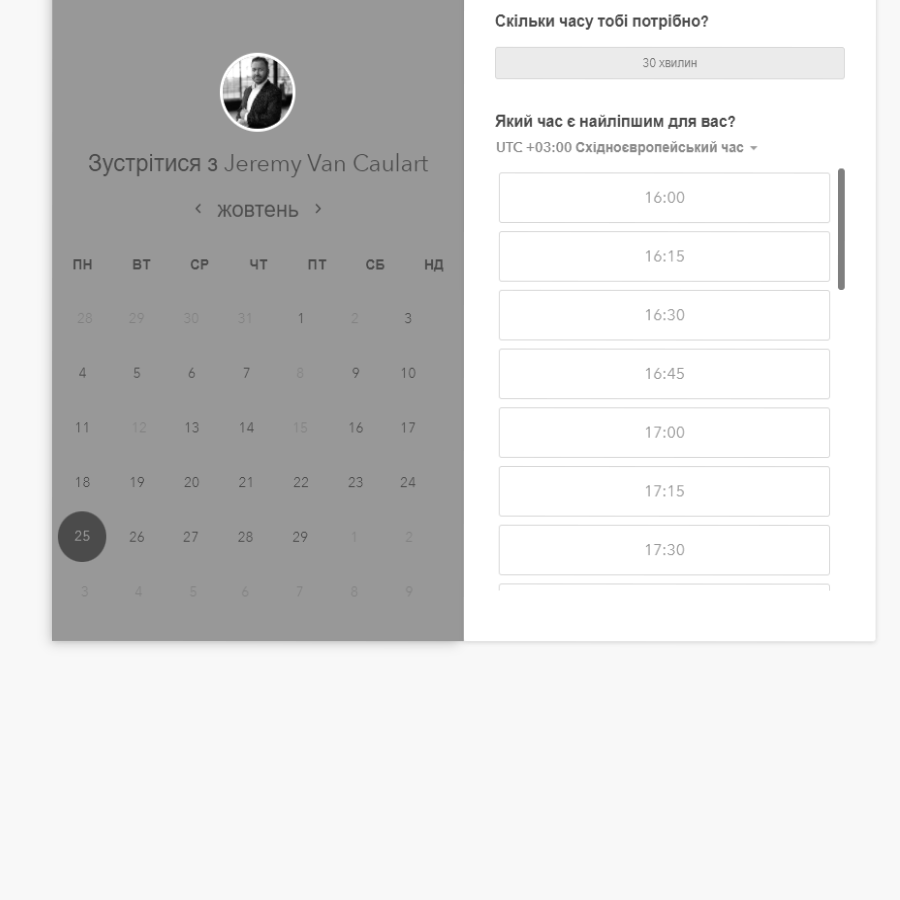 Зустрітися з Jeremy Van Caulart
жовтень
ПН ВТ СР ЧТ ПТ СБ НД
28 29 30 31 1 2 3
4 5 6 7 8 9 10
11 12 13 14 15 16 17
18 19 20 21 22 23 24
25 26 27 28 29 1 2
3 4 5 6 7 8 9
Скільки часу тобі потрібно?
30 хвилин
Який час є найліпшим для вас?
UTC +03:00 Східноєвропейський час
16:00
16:15
16:30
16:45
17:00
17:15
17:30